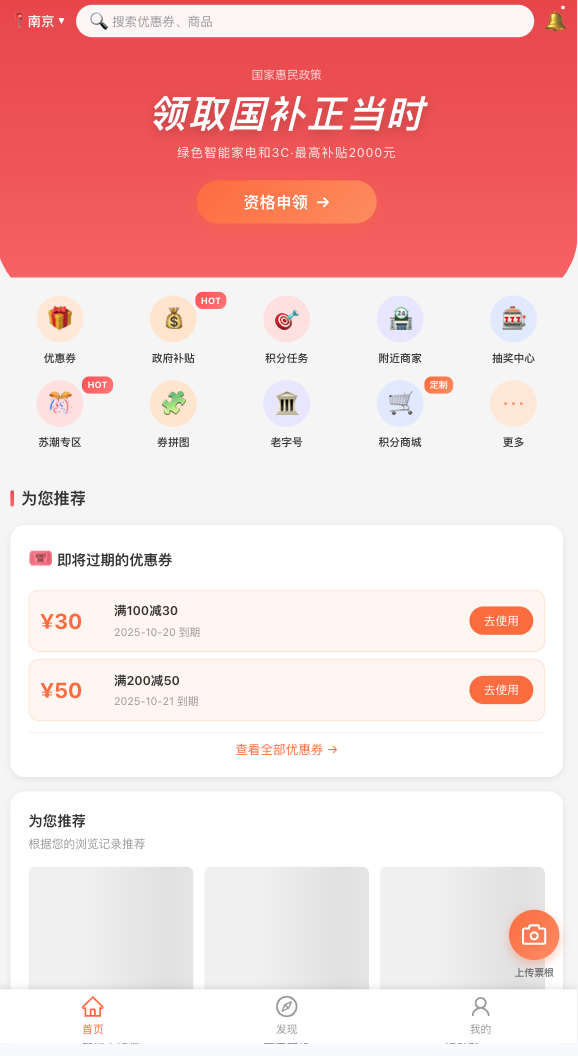 南京 ▼
搜索优惠券、商品
国家惠民政策
领取国补正当时
绿色智能家电和3C·最高补贴2000元
资格申领 →
HOT
24
优惠券
政府补贴
积分任务
附近商家
抽奖中心
HOT
定制
苏潮专区
券拼图
老字号
积分商城
更多
为您推荐
即将过期的优惠券
¥30
满100减30
2025-10-20 到期
去使用
¥50
满200减50
2025-10-21 到期
去使用
查看全部优惠券 →
为您推荐
根据您的浏览记录推荐
上传票根
首页
发现
我的